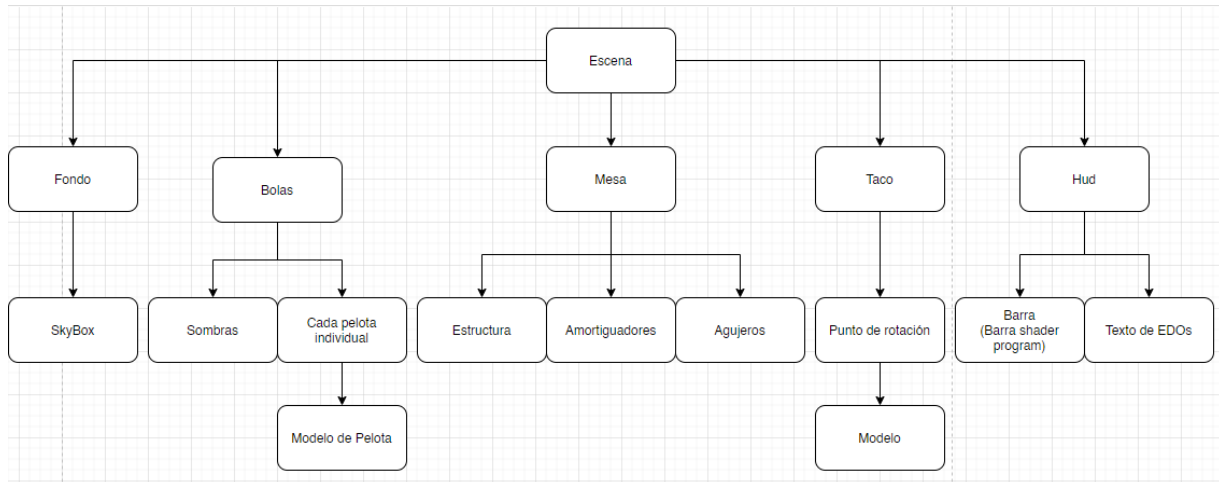 Escena
Fondo
Bolas
Mesa
Taco
Hud
SkyBox
Sombras
Cada pelota
individual
Estructura
Amortiguadores
Agujeros
Punto de rotación
Barra
(Barra shader
program)
Texto de EDOs
Modelo de Pelota
Modelo